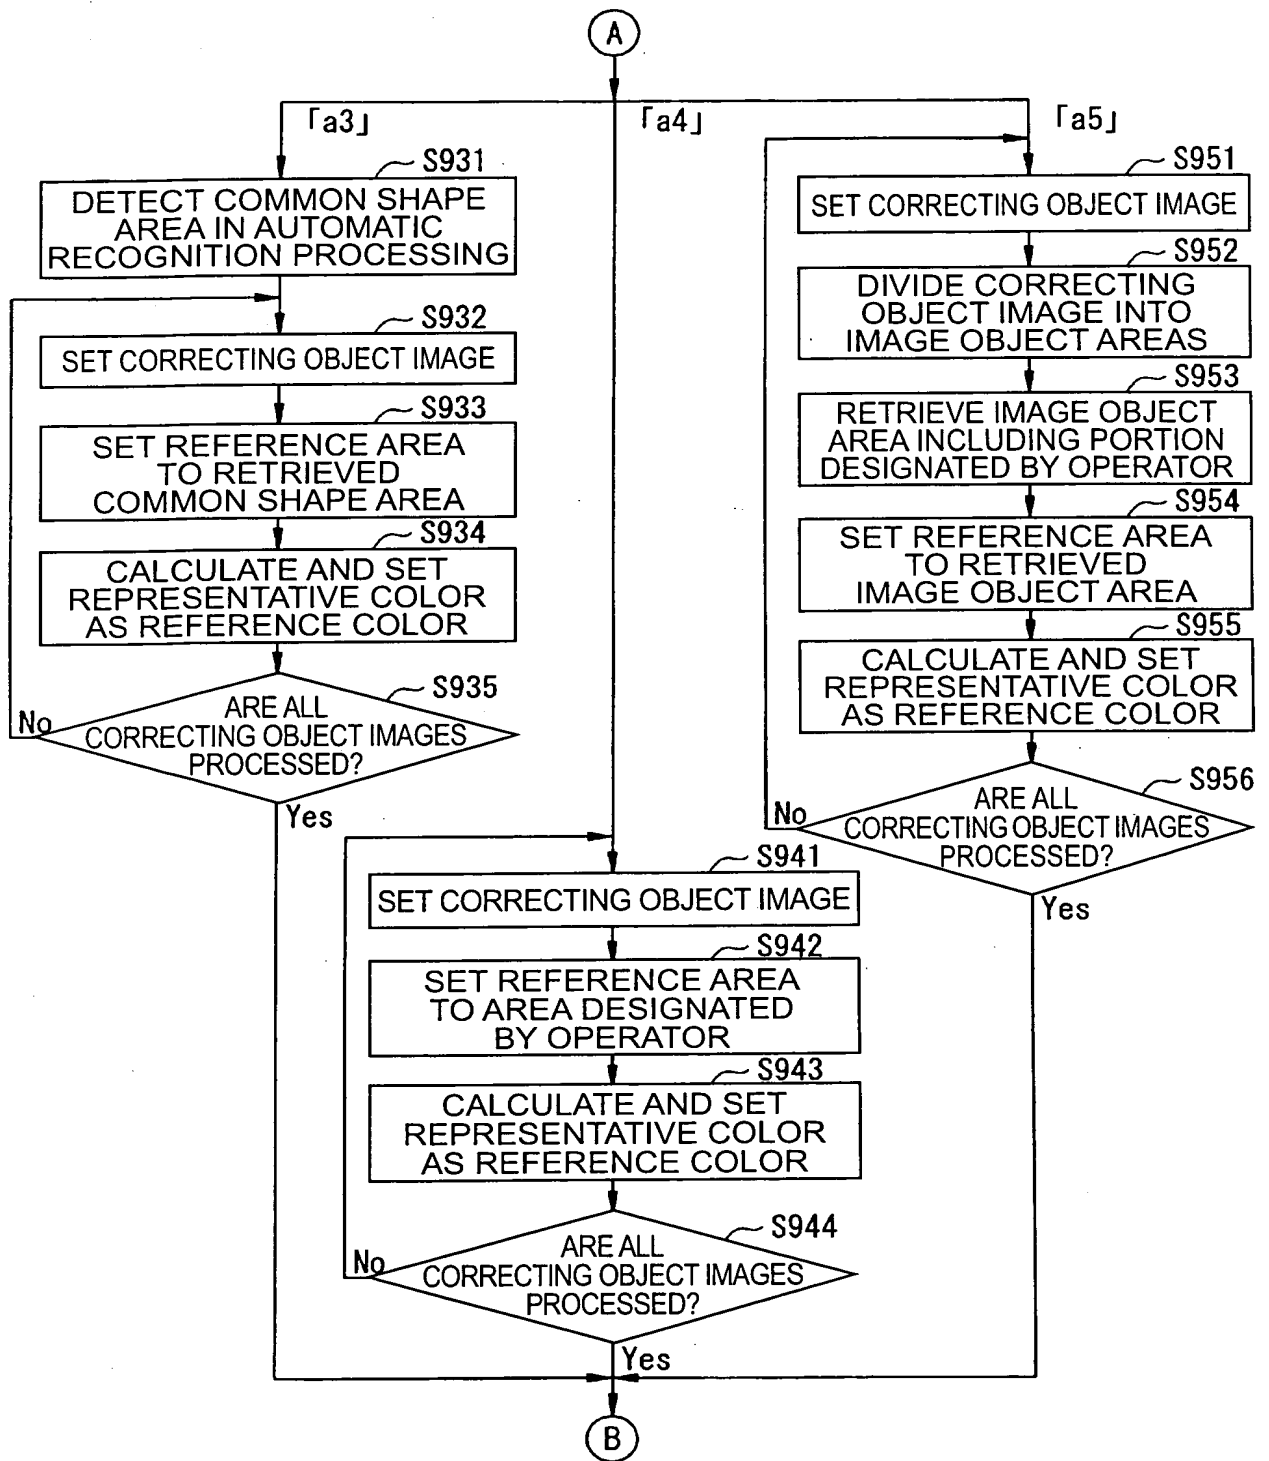 A
「a3」
「a4」
「a5」
S931
DETECT COMMON SHAPE
AREA IN AUTOMATIC
RECOGNITION PROCESSING
S932
SET CORRECTING OBJECT IMAGE
S933
SET REFERENCE AREA
TO RETRIEVED
COMMON SHAPE AREA
S934
CALCULATE AND SET
REPRESENTATIVE COLOR
AS REFERENCE COLOR
S935
ARE ALL
CORRECTING OBJECT IMAGES
PROCESSED?
No
Yes
S941
SET CORRECTING OBJECT IMAGE
S942
SET REFERENCE AREA
TO AREA DESIGNATED
BY OPERATOR
S943
CALCULATE AND SET
REPRESENTATIVE COLOR
AS REFERENCE COLOR
S944
ARE ALL
CORRECTING OBJECT IMAGES
PROCESSED?
No
Yes
S951
SET CORRECTING OBJECT IMAGE
S952
DIVIDE CORRECTING
OBJECT IMAGE INTO
IMAGE OBJECT AREAS
S953
RETRIEVE IMAGE OBJECT
AREA INCLUDING PORTION
DESIGNATED BY OPERATOR
S954
SET REFERENCE AREA
TO RETRIEVED
IMAGE OBJECT AREA
S955
CALCULATE AND SET
REPRESENTATIVE COLOR
AS REFERENCE COLOR
S956
ARE ALL
CORRECTING OBJECT IMAGES
PROCESSED?
No
Yes
B